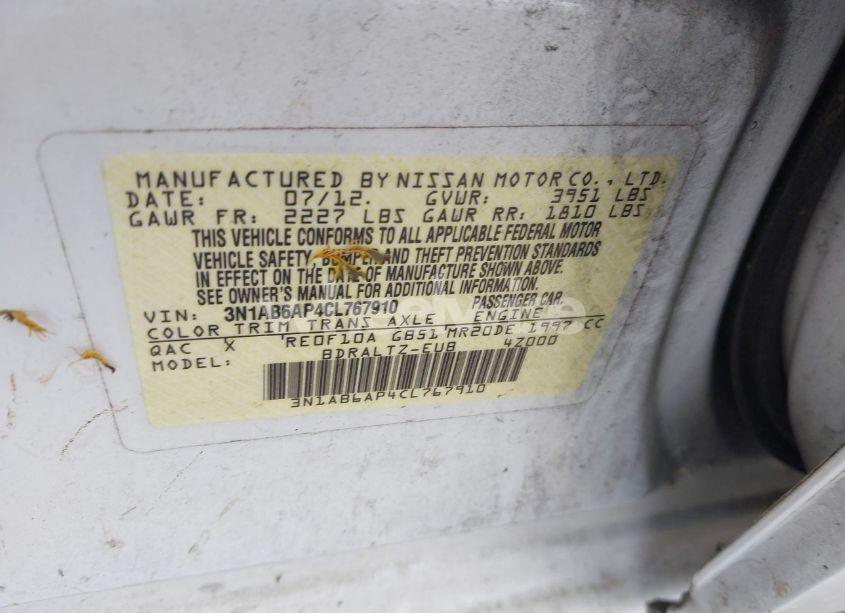 MANUFACTURED BY NISSAN MOTOR CO., LTD.
DATE: 07/12. GVWR: 3951 LBS
GAWR FR: 2227 LBS GAWR RR: 1810 LBS
THIS VEHICLE CONFORMS TO ALL APPLICABLE FEDERAL MOTOR
VEHICLE SAFETY, BUMPER AND THEFT PREVENTION STANDARDS
IN EFFECT ON THE DATE OF MANUFACTURE SHOWN ABOVE.
SEE OWNER'S MANUAL FOR ADDITIONAL INFORMATION.
VIN: 3N1AB6AP4CL767910 PASSENGER CAR
COLOR TRIM TRANS AXLE ENGINE
QAC X RE0F10A GB51 MR20DE 1997 CC
MODEL: BDRALTZ-EUB 4Z000
3N1AB6AP4CL767910